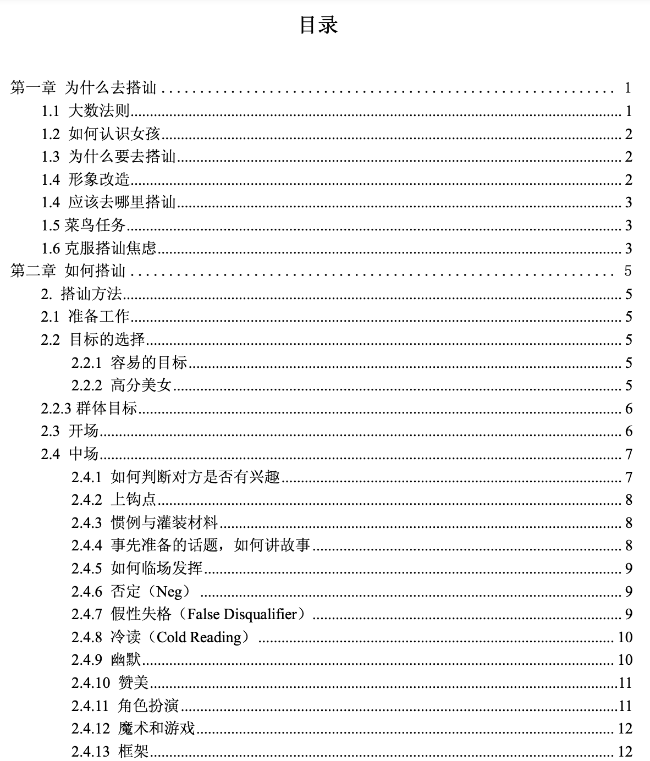 目录
第一章 为什么去搭讪 1
1.1 大数法则 1
1.2 如何认识女孩 2
1.3 为什么要去搭讪 2
1.4 形象改造 2
1.4 应该去哪里搭讪 3
1.5 菜鸟任务 3
1.6 克服搭讪焦虑 3
第二章 如何搭讪 5
2. 搭讪方法 5
2.1 准备工作 5
2.2 目标的选择 5
2.2.1 容易的目标 5
2.2.2 高分美女 5
2.2.3 群体目标 6
2.3 开场 6
2.4 中场 7
2.4.1 如何判断对方是否有兴趣 7
2.4.2 上钩点 8
2.4.3 惯例与灌装材料 8
2.4.4 事先准备的话题，如何讲故事 8
2.4.5 如何临场发挥 9
2.4.6 否定（Neg） 9
2.4.7 假性失格（False Disqualifier） 9
2.4.8 冷读（Cold Reading） 10
2.4.9 幽默 10
2.4.10 赞美 11
2.4.11 角色扮演 11
2.4.12 魔术和游戏 12
2.4.13 框架 12